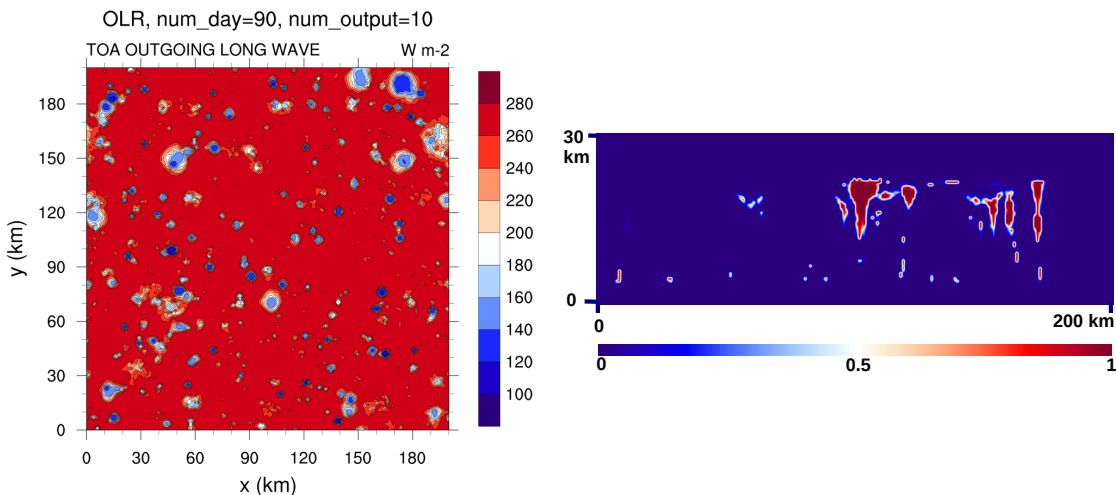 OLR, num_day=90, num_output=10
TOA OUTGOING LONG WAVE W m-2
180
150
120
90
60
30
0
y (km)
0 30 60 90 120 150 180
x (km)
280
260
240
220
200
180
160
140
120
100
30
km
0
0 200 km
0 0.5 1